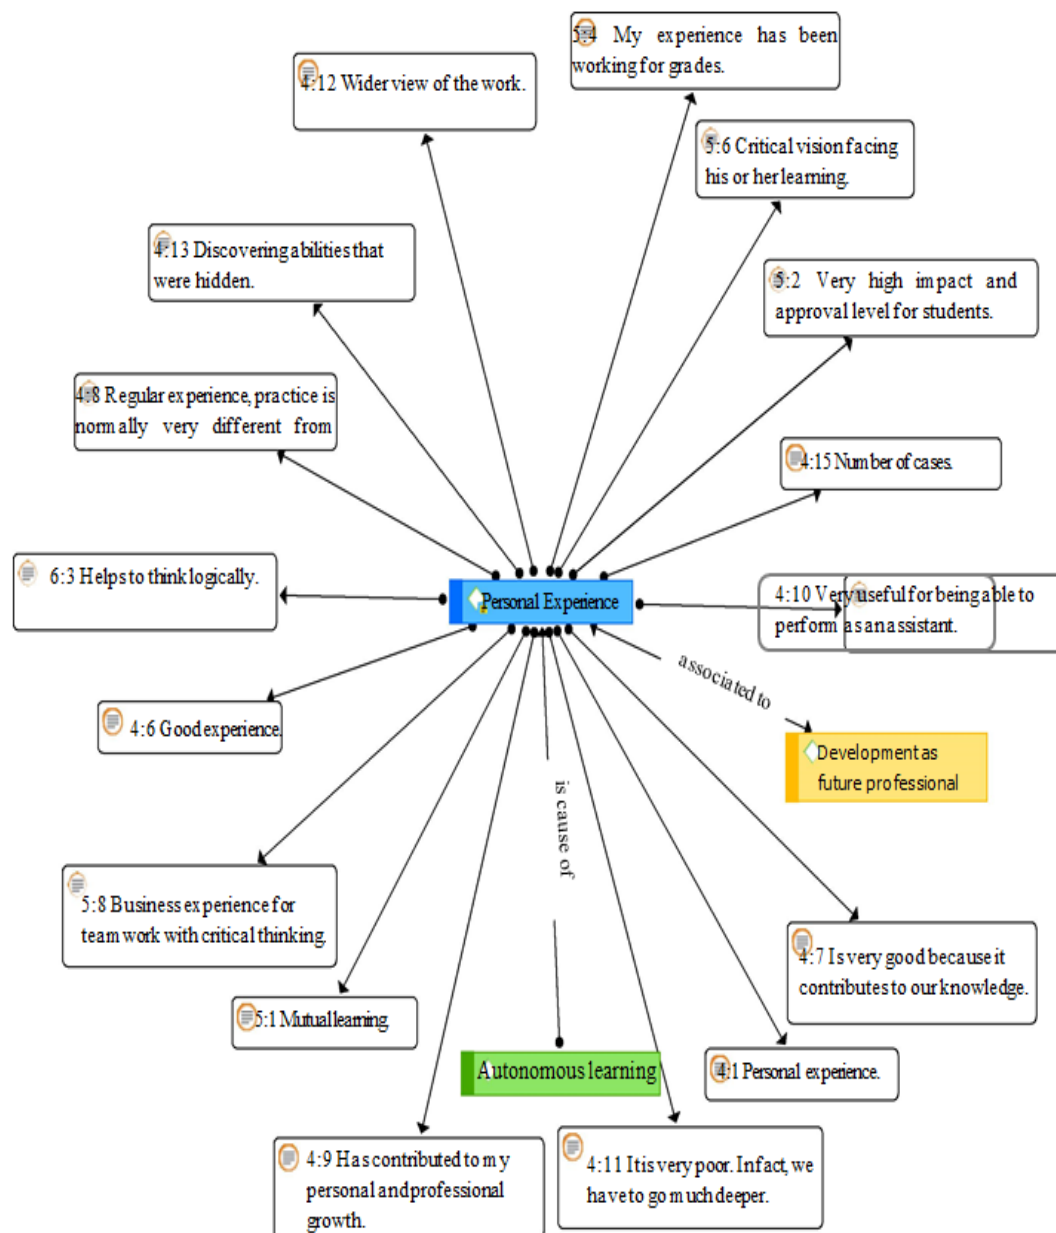 5:4 My experience has been
working for grades.
4:12 Wider view of the work.
5:6 Critical vision facing
his or her learning.
4:13 Discovering abilities that
were hidden.
5:2 Very high impact and
approval level for students.
4:8 Regular experience, practice is
normally very different from
4:15 Number of cases.
6:3 Helps to think logically.
Personal Experience
4:10 Very useful for being able to
perform as an assistant.
associated to
4:6 Good experience.
Development as
future professional
is cause of
5:8 Business experience for
team work with critical thinking.
4:7 Is very good because it
contributes to our knowledge.
5:1 Mutual learning
Autonomous learning
4:1 Personal experience.
4:9 Has contributed to my
personal and professional
growth.
4:11 It is very poor. In fact, we
have to go much deeper.